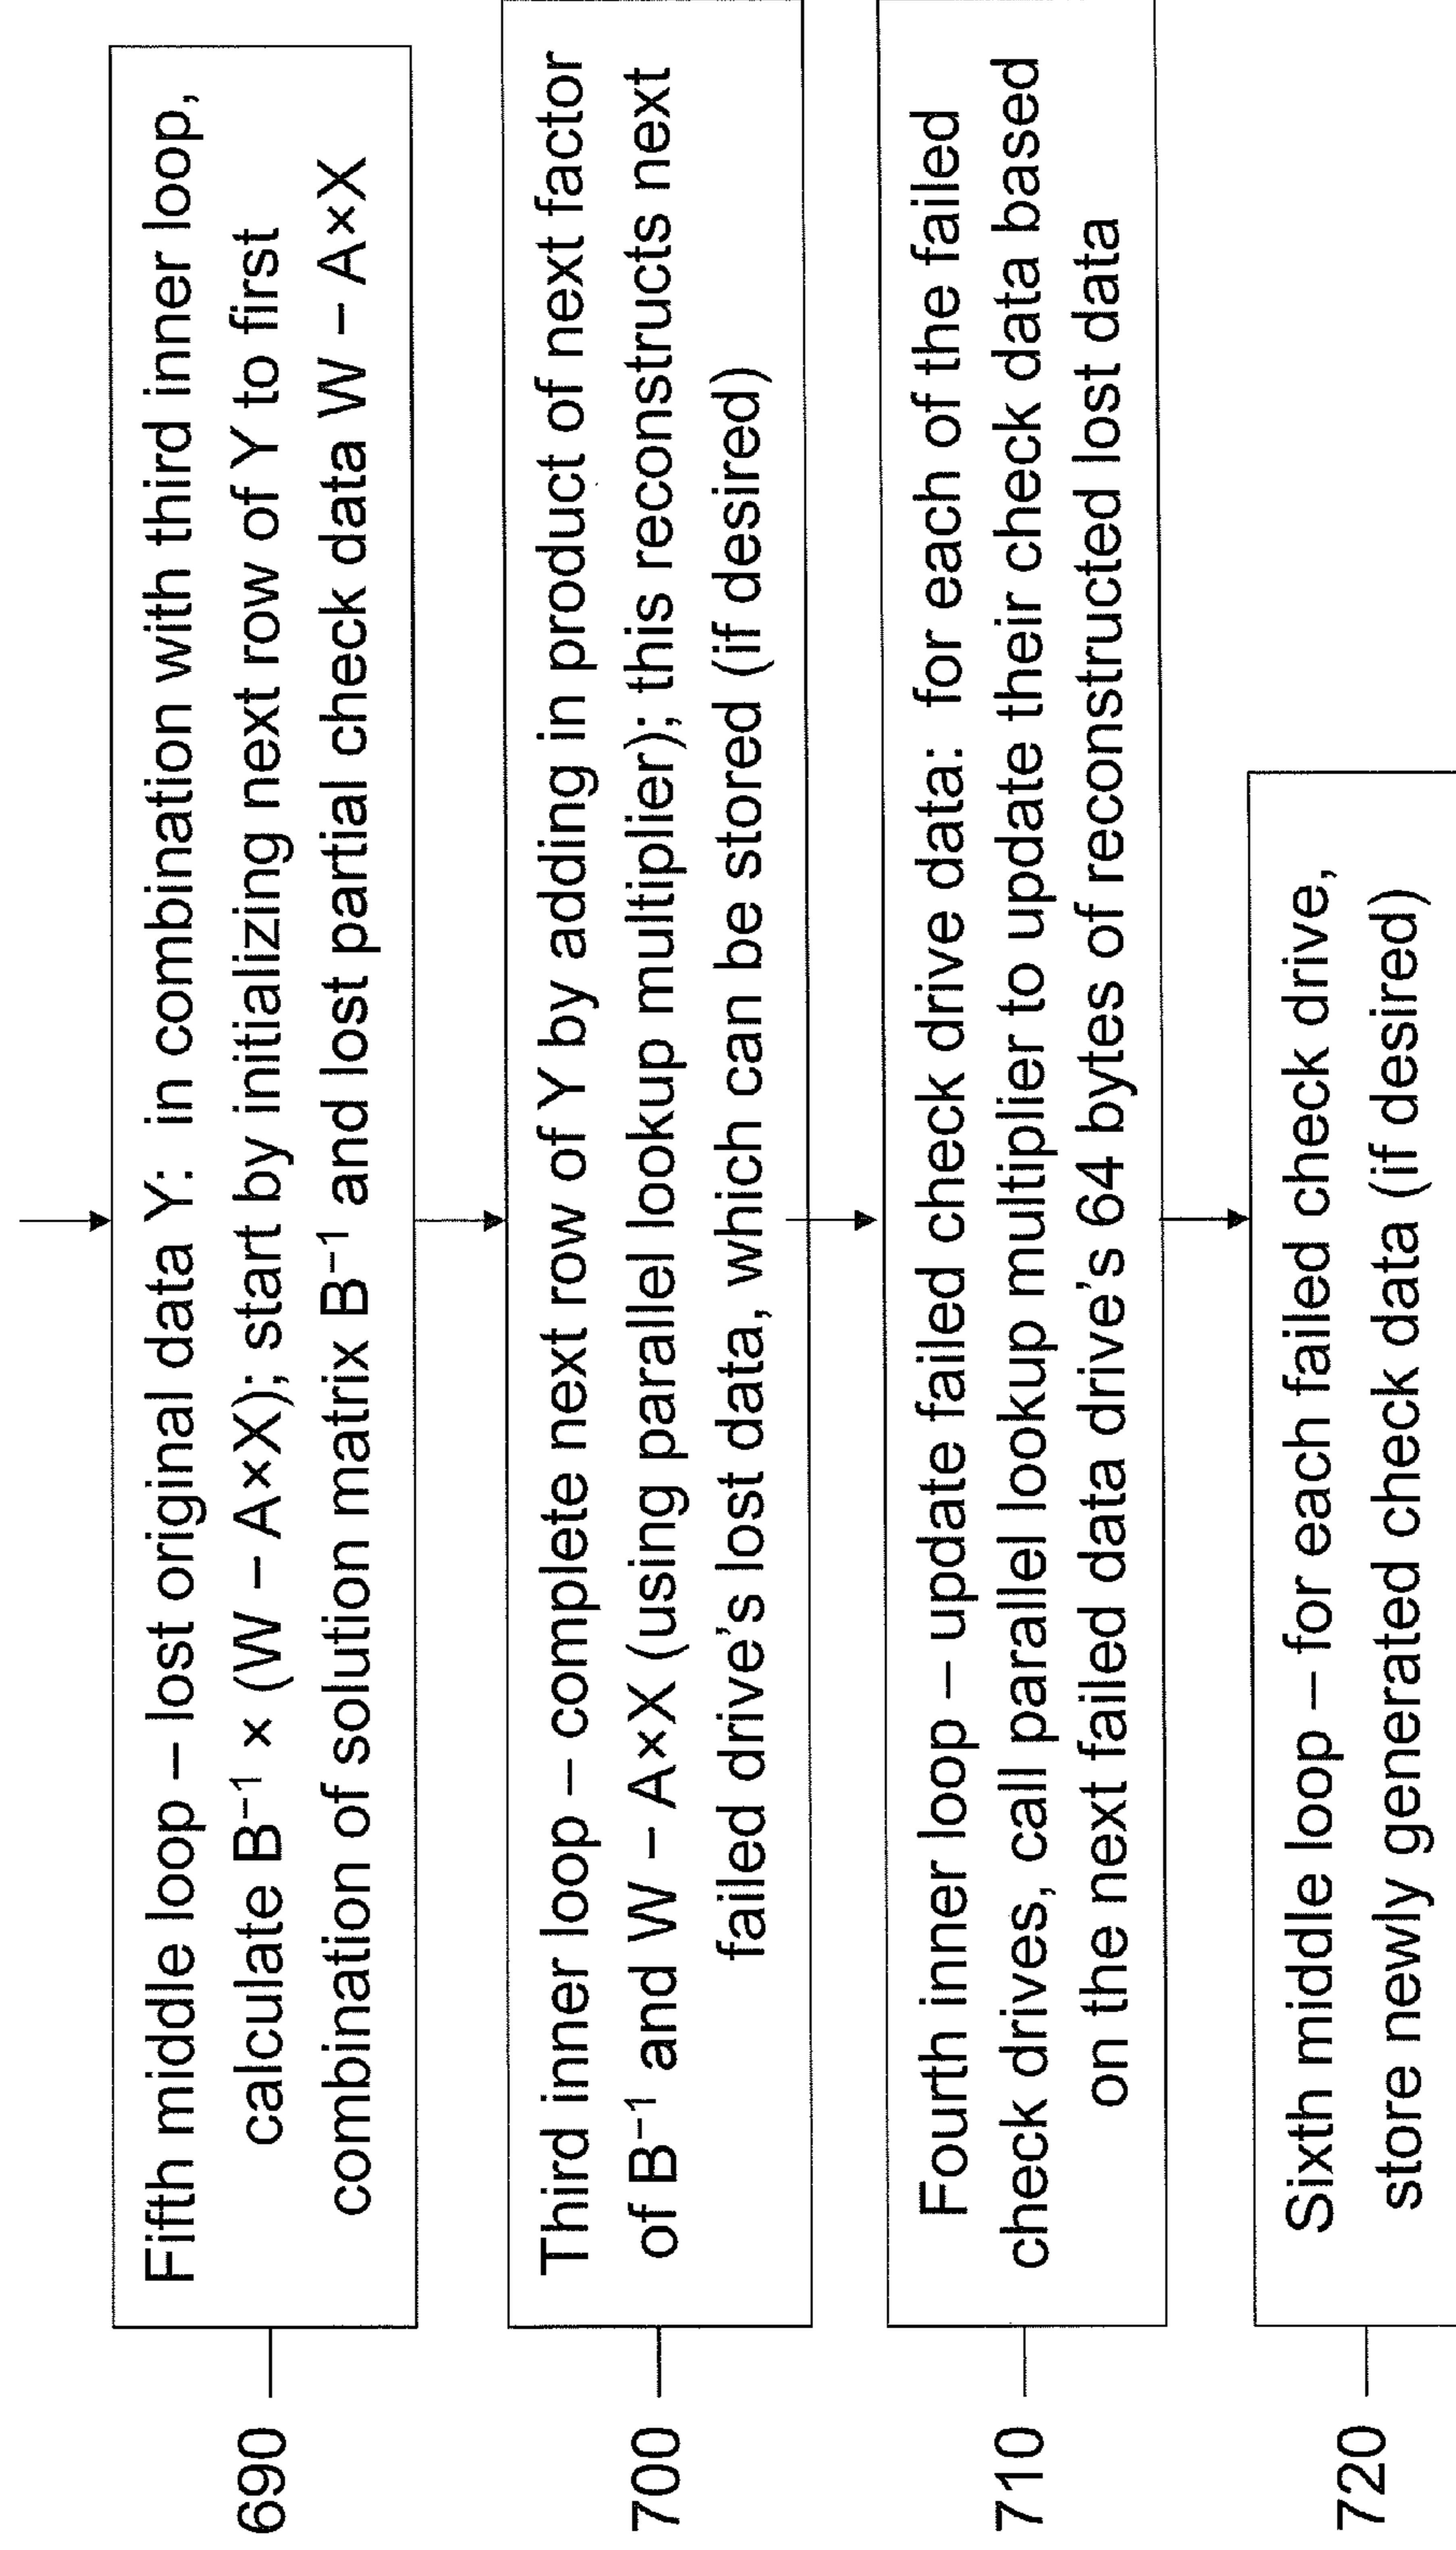 690
Fifth middle loop – lost original data Y: in combination with third inner loop,
calculate B⁻¹ × (W – A×X); start by initializing next row of Y to first
combination of solution matrix B⁻¹ and lost partial check data W – A×X
700
Third inner loop – complete next row of Y by adding in product of next factor
of B⁻¹ and W – A×X (using parallel lookup multiplier); this reconstructs next
failed drive's lost data, which can be stored (if desired)
710
Fourth inner loop – update failed check drive data: for each of the failed
check drives, call parallel lookup multiplier to update their check data based
on the next failed data drive's 64 bytes of reconstructed lost data
720
Sixth middle loop – for each failed check drive,
store newly generated check data (if desired)